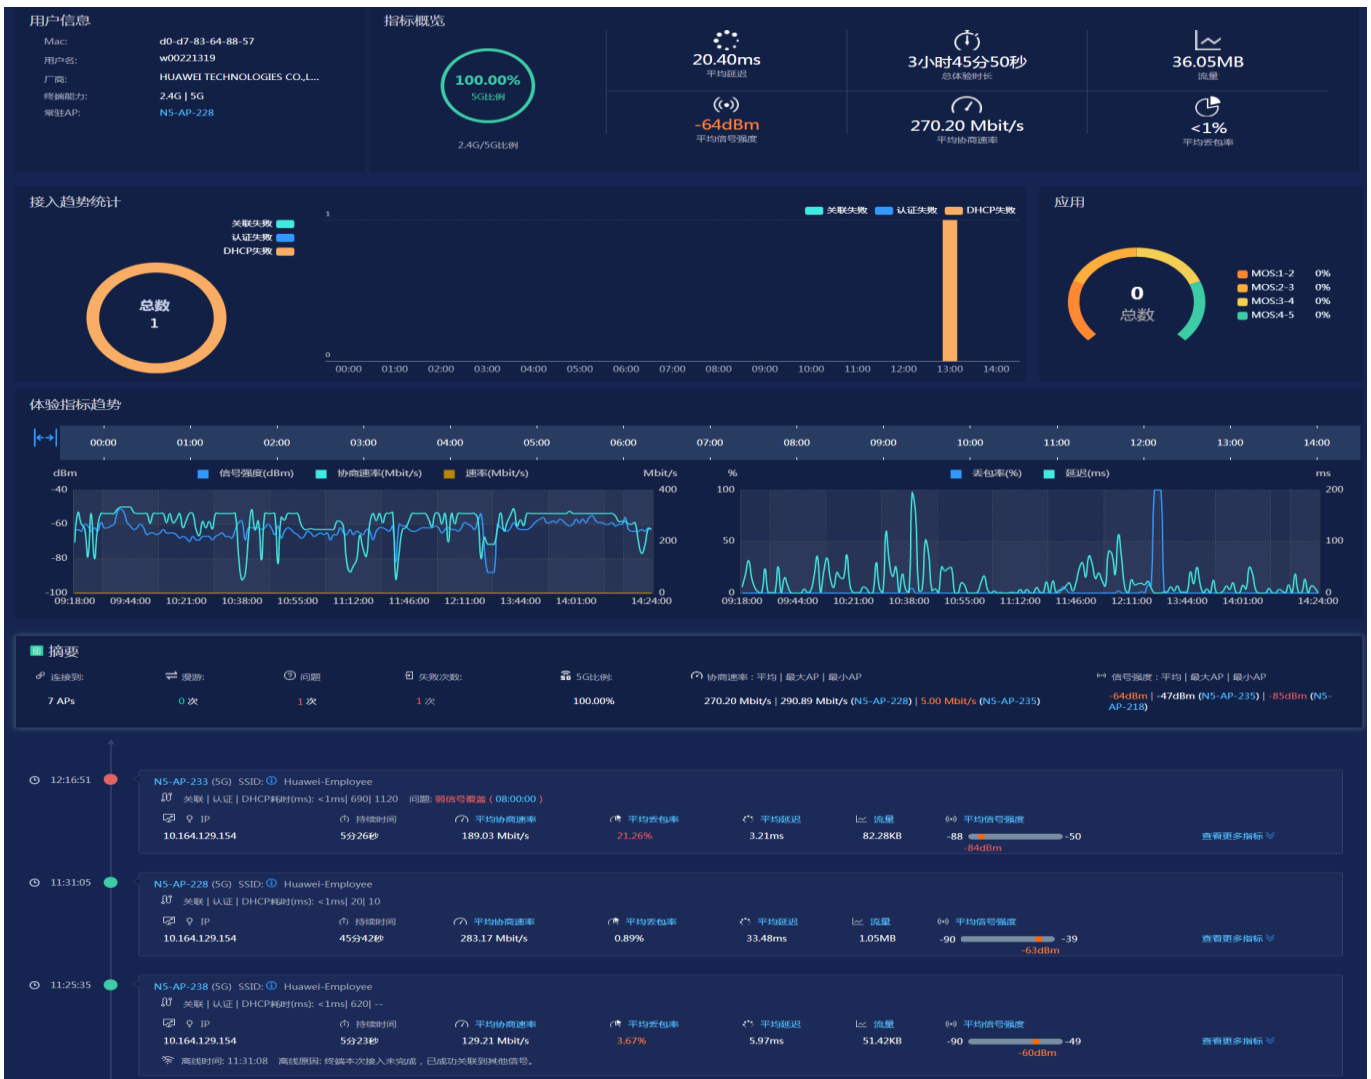 用户信息
Mac: d0-d7-83-64-88-57
用户名: w00221319
厂商: HUAWEI TECHNOLOGIES CO.,L...
终端能力: 2.4G | 5G
常驻AP: N5-AP-228
指标概览
100.00%
5G比例
2.4G/5G比例
20.40ms
平均延迟
3小时45分50秒
总体验时长
36.05MB
流量
-64dBm
平均信号强度
270.20 Mbit/s
平均协商速率
<1%
平均丢包率
接入趋势统计
关联失败
认证失败
DHCP失败
总数
1
关联失败 认证失败 DHCP失败
1
0
00:00 01:00 02:00 03:00 04:00 05:00 06:00 07:00 08:00 09:00 10:00 11:00 12:00 13:00 14:00
应用
0
总数
MOS:1-2 0%
MOS:2-3 0%
MOS:3-4 0%
MOS:4-5 0%
体验指标趋势
00:00 01:00 02:00 03:00 04:00 05:00 06:00 07:00 08:00 09:00 10:00 11:00 12:00 13:00 14:00
dBm 信号强度(dBm) 协商速率(Mbit/s) 速率(Mbit/s) Mbit/s
-40 400
-60
200
-80
-100 0
09:18:00 09:44:00 10:21:00 10:38:00 10:55:00 11:12:00 11:46:00 12:11:00 13:44:00 14:01:00 14:24:00
% 丢包率(%) 延迟(ms) ms
100 200
50 100
0 0
09:18:00 09:44:00 10:21:00 10:38:00 10:55:00 11:12:00 11:46:00 12:11:00 13:44:00 14:01:00 14:24:00
摘要
连接到: 漫游: 问题 失败次数: 5G比例: 协商速率：平均 | 最大AP | 最小AP 信号强度：平均 | 最大AP | 最小AP
7 APs 0 次 1 次 1 次 100.00% 270.20 Mbit/s | 290.89 Mbit/s (N5-AP-228) | 5.00 Mbit/s (N5-AP-235) -64dBm | -47dBm (N5-AP-235) | -85dBm (N5-
AP-218)
12:16:51 N5-AP-233 (5G) SSID: Huawei-Employee
关联 | 认证 | DHCP耗时(ms): <1ms| 690| 1120 问题: 弱信号覆盖 ( 08:00:00 )
IP 持续时间 平均协商速率 平均丢包率 平均延迟 流量 平均信号强度
10.164.129.154 5分26秒 189.03 Mbit/s 21.26% 3.21ms 82.28KB -88 -50 查看更多指标
-84dBm
11:31:05 N5-AP-228 (5G) SSID: Huawei-Employee
关联 | 认证 | DHCP耗时(ms): <1ms| 20| 10
IP 持续时间 平均协商速率 平均丢包率 平均延迟 流量 平均信号强度
10.164.129.154 45分42秒 283.17 Mbit/s 0.89% 33.48ms 1.05MB -90 -39 查看更多指标
-63dBm
11:25:35 N5-AP-238 (5G) SSID: Huawei-Employee
关联 | 认证 | DHCP耗时(ms): <1ms| 620| --
IP 持续时间 平均协商速率 平均丢包率 平均延迟 流量 平均信号强度
10.164.129.154 5分23秒 129.21 Mbit/s 3.67% 5.97ms 51.42KB -90 -49 查看更多指标
-60dBm
离线时间: 11:31:08 离线原因: 终端本次接入未完成，已成功关联到其他信号。